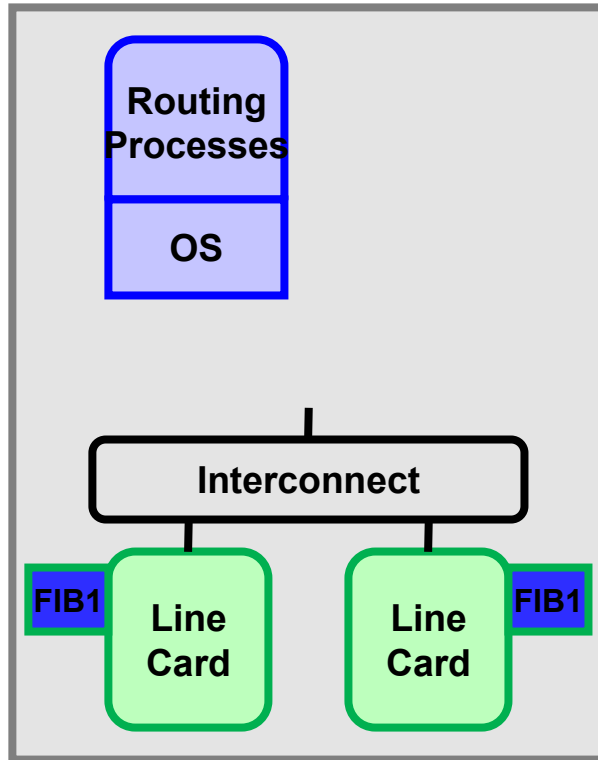 Routing
Processes
OS
Interconnect
FIB1
Line
Card
Line
Card
FIB1